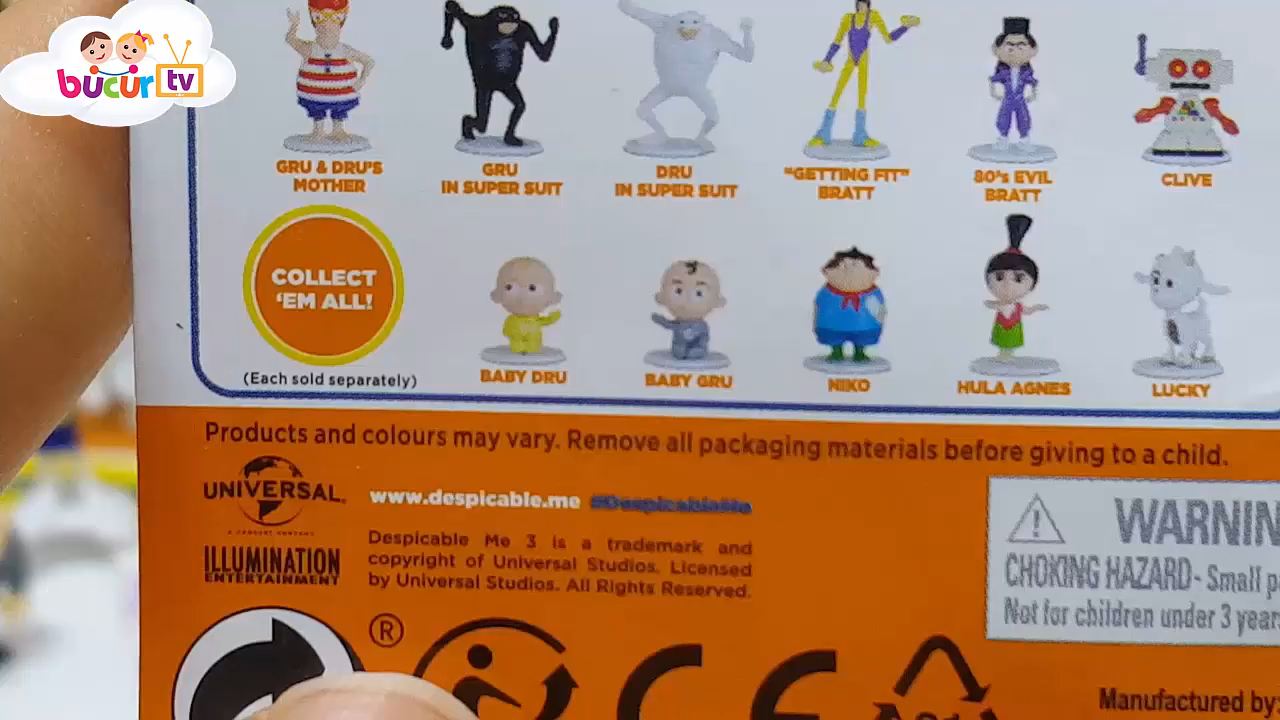 bucur tv
GRU & DRU'S
MOTHER
GRU
IN SUPER SUIT
DRU
IN SUPER SUIT
"GETTING FIT"
BRATT
80's EVIL
BRATT
CLIVE
COLLECT
'EM ALL!
(Each sold separately)
BABY DRU
BABY GRU
NIKO
HULA AGNES
LUCKY
Products and colours may vary. Remove all packaging materials before giving to a child.
UNIVERSAL
A COMCAST COMPANY
ILLUMINATION
ENTERTAINMENT
www.despicable.me #DespicableMe
Despicable Me 3 is a trademark and
copyright of Universal Studios. Licensed
by Universal Studios. All Rights Reserved.
WARNIN
CHOKING HAZARD- Small p
Not for children under 3 year
®
CE
Manufactured by: